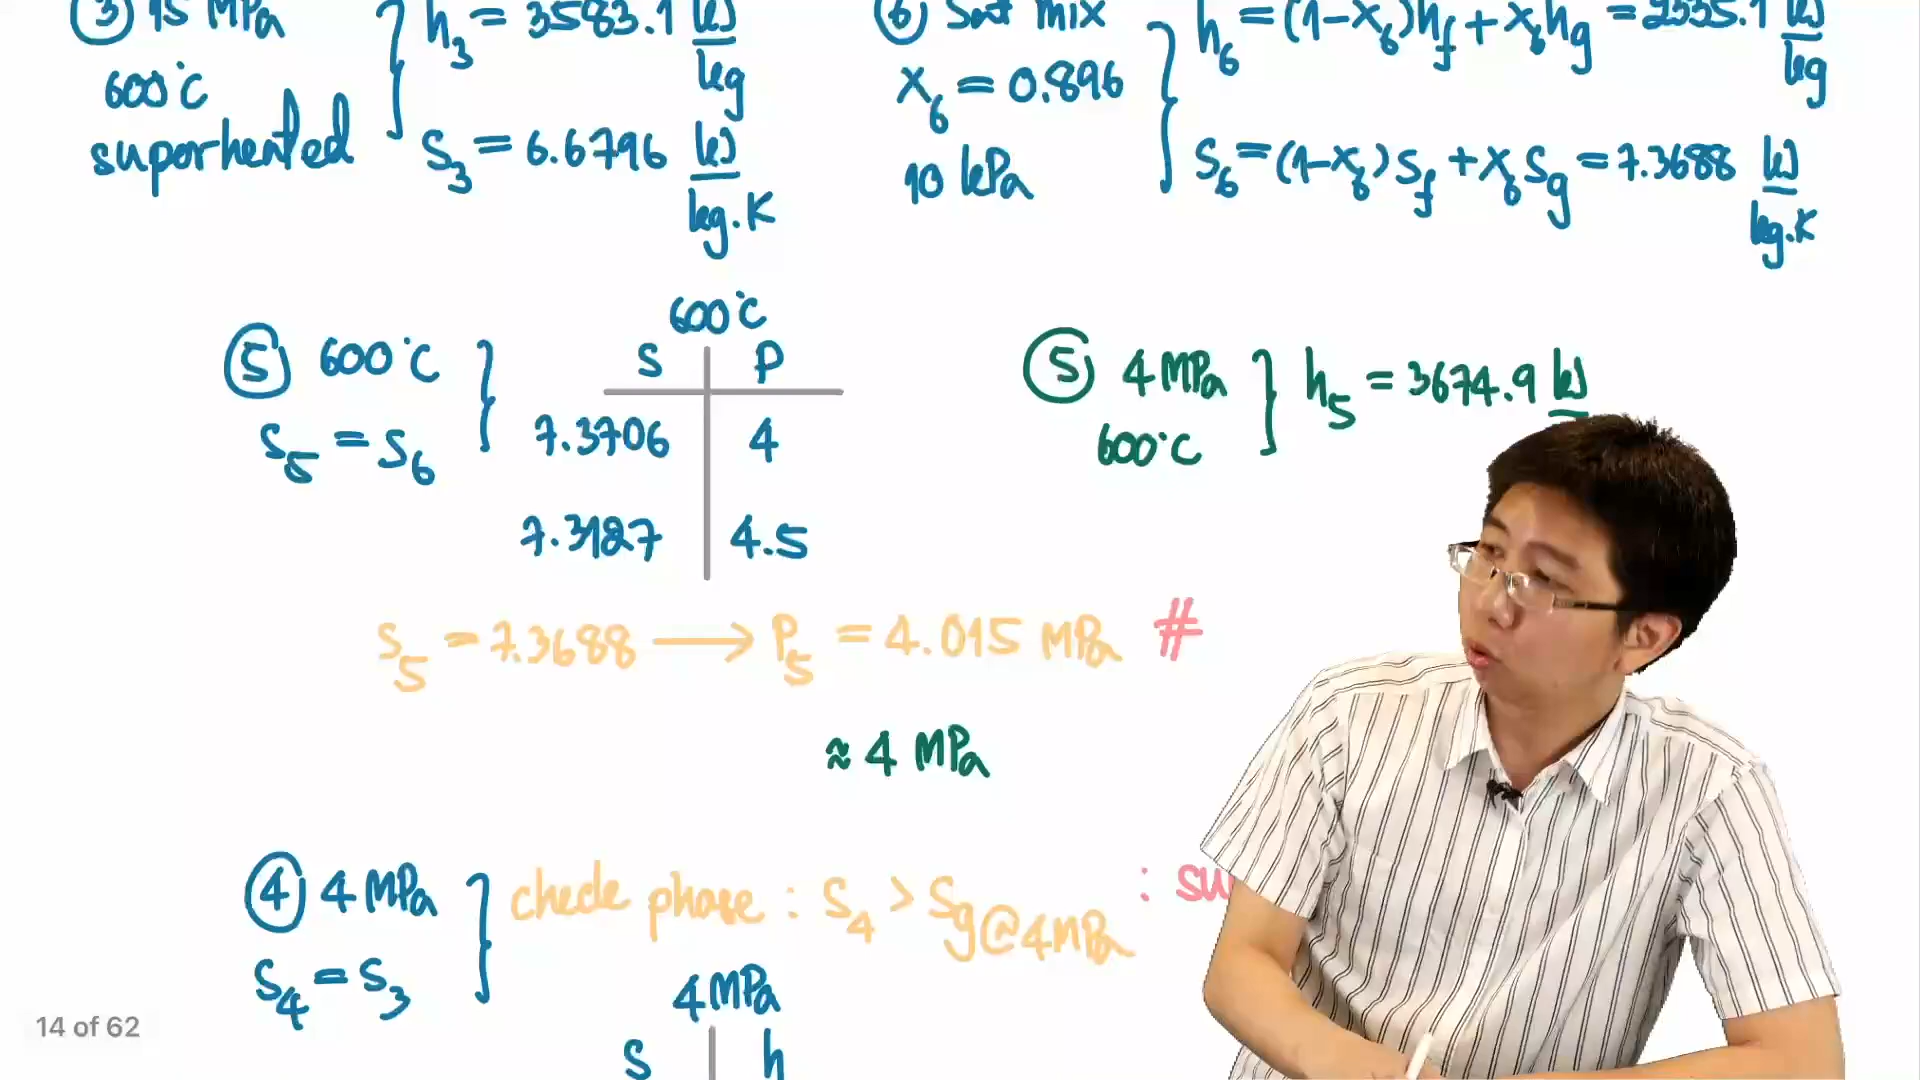 ③ 15 MPa
600°C
superheated
h₃ = 3583.1 kJ/kg
s₃ = 6.6796 kJ/kg.K
⑥ Sat mix
x₆ = 0.896
10 kPa
h₆ = (1-x₆)hf + x₆hg = 2335.1 kJ/kg
s₆ = (1-x₆)sf + x₆sg = 7.3688 kJ/kg.K
⑤ 600°C
s₅ = s₆
600°C
s P
7.3706 4
7.3127 4.5
⑤ 4 MPa
600°C
h₅ = 3674.9 kJ
s₅ = 7.3688 → P₅ = 4.015 MPa #
≈ 4 MPa
④ 4 MPa
s₄ = s₃
check phase : s₄ > sg@4MPa : su
4 MPa
s h
14 of 62